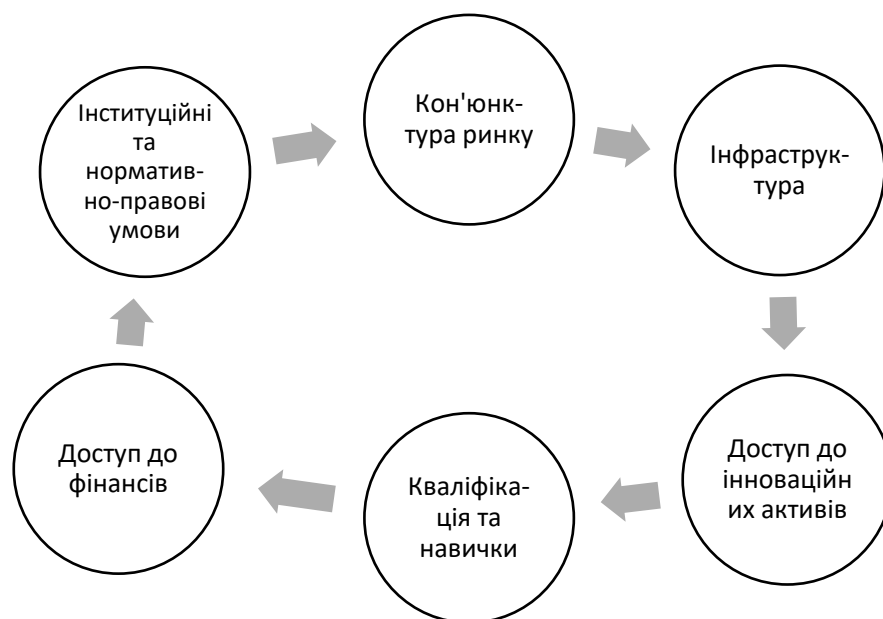 Інституційні
та
норматив-
но-правові
умови
Кон'юнк-
тура ринку
Інфраструк-
тура
Доступ до
інноваційн
их активів
Кваліфіка-
ція та
навички
Доступ до
фінансів